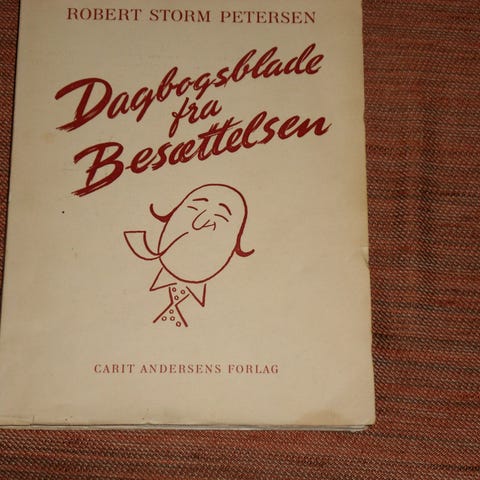 ROBERT STORM PETERSEN
Dagbogsblade
fra
Besættelsen
CARIT ANDERSENS FORLAG